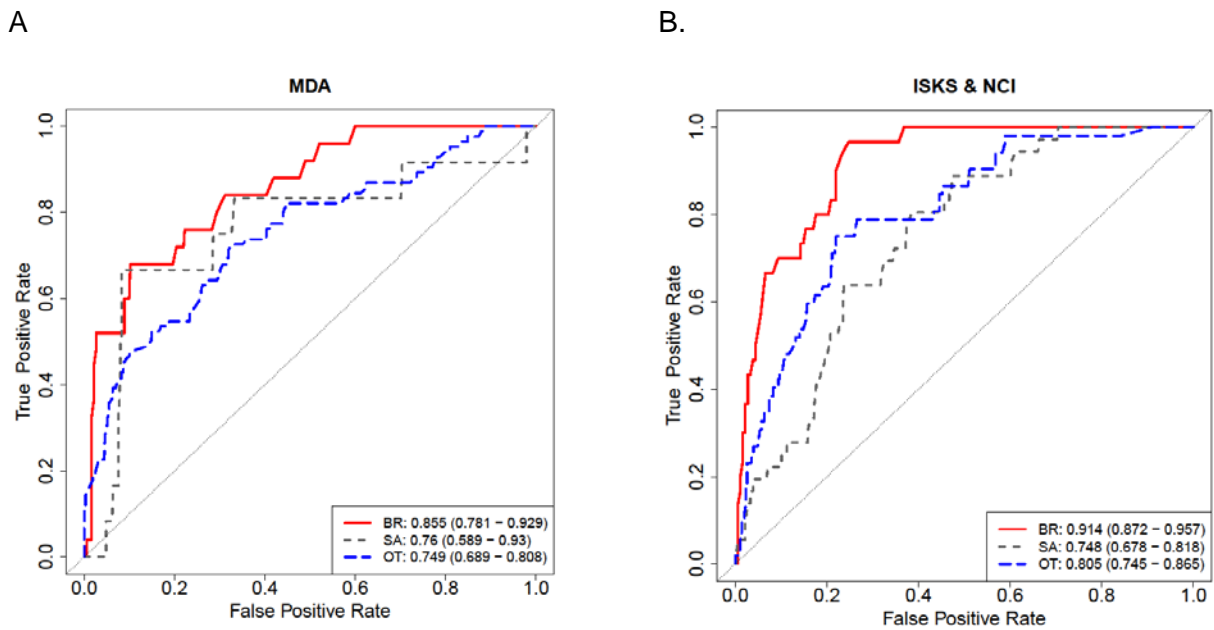 A
B.
MDA
True Positive Rate
1.0
0.8
0.6
0.4
0.2
0.0
BR: 0.855 (0.781 − 0.929)
SA: 0.76 (0.589 − 0.93)
OT: 0.749 (0.689 − 0.808)
0.0 0.2 0.4 0.6 0.8 1.0
False Positive Rate
ISKS & NCI
True Positive Rate
1.0
0.8
0.6
0.4
0.2
0.0
BR: 0.914 (0.872 − 0.957)
SA: 0.748 (0.678 − 0.818)
OT: 0.805 (0.745 − 0.865)
0.0 0.2 0.4 0.6 0.8 1.0
False Positive Rate